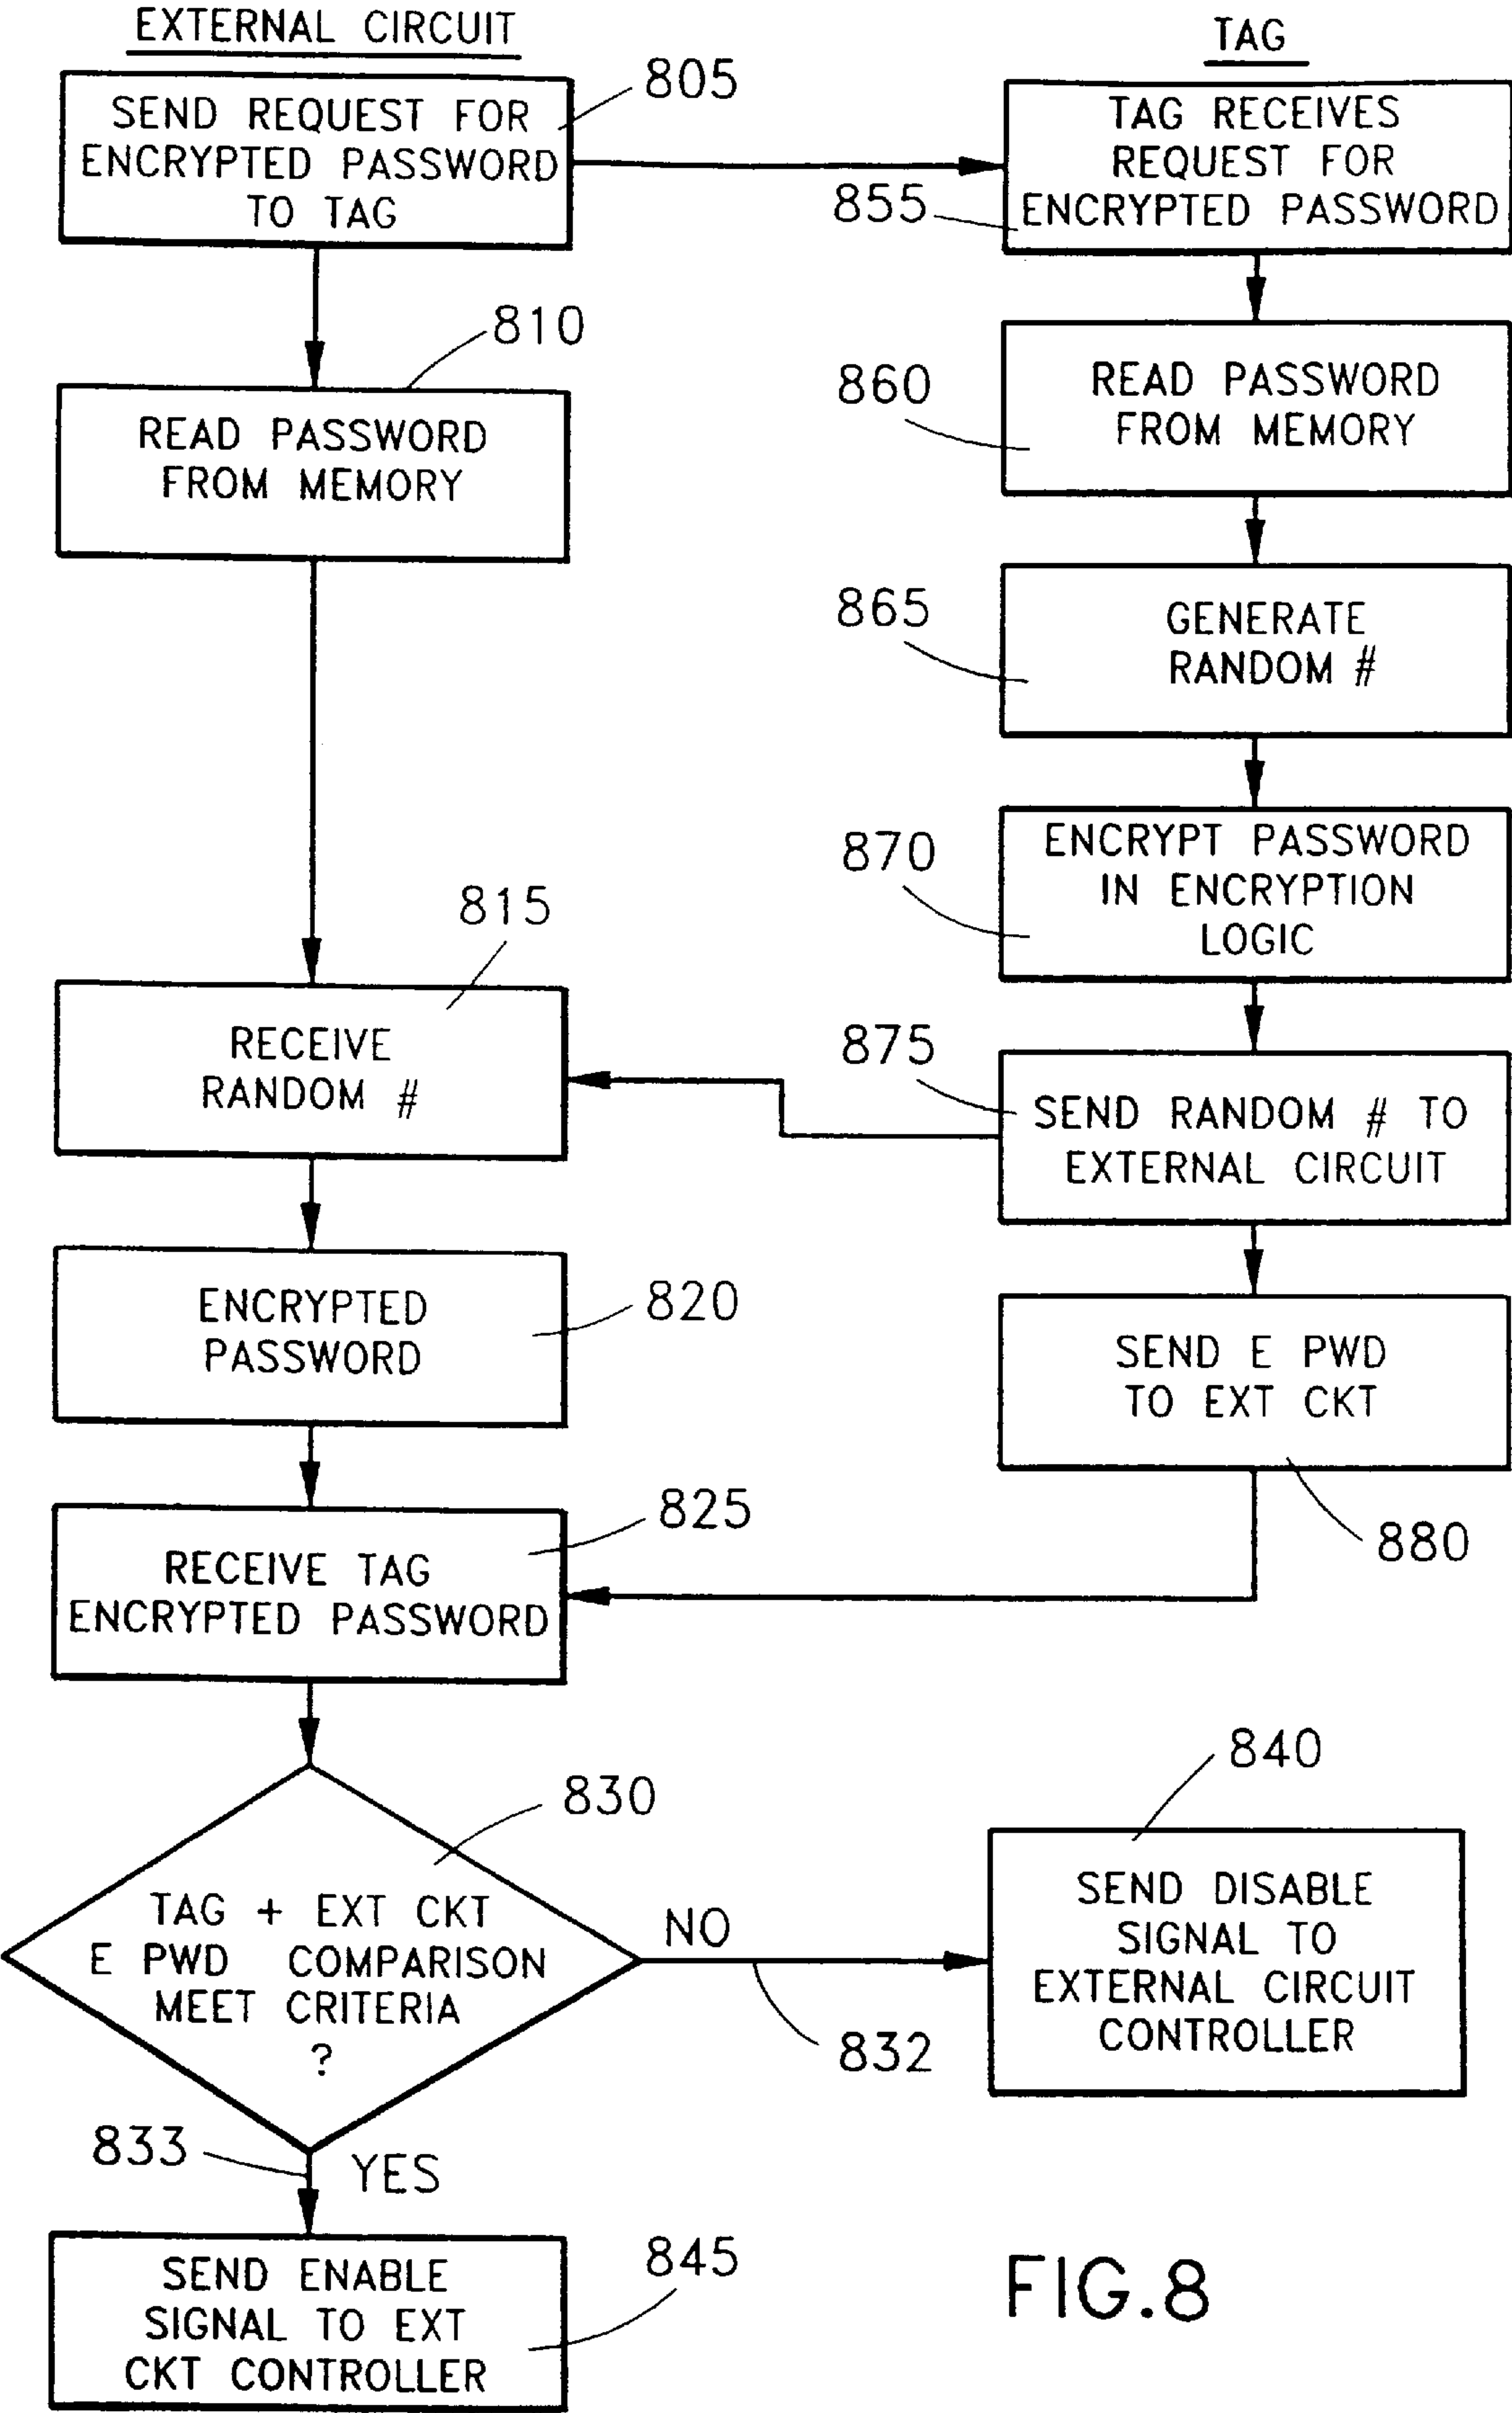 EXTERNAL CIRCUIT
TAG
SEND REQUEST FOR
ENCRYPTED PASSWORD
TO TAG
805
TAG RECEIVES
REQUEST FOR
ENCRYPTED PASSWORD
855
810
READ PASSWORD
FROM MEMORY
860
READ PASSWORD
FROM MEMORY
865
GENERATE
RANDOM #
870
ENCRYPT PASSWORD
IN ENCRYPTION
LOGIC
815
RECEIVE
RANDOM #
875
SEND RANDOM # TO
EXTERNAL CIRCUIT
ENCRYPTED
PASSWORD
820
SEND E PWD
TO EXT CKT
880
825
RECEIVE TAG
ENCRYPTED PASSWORD
830
TAG + EXT CKT
E PWD COMPARISON
MEET CRITERIA
?
NO
832
840
SEND DISABLE
SIGNAL TO
EXTERNAL CIRCUIT
CONTROLLER
833
YES
SEND ENABLE
SIGNAL TO EXT
CKT CONTROLLER
845
FIG.8